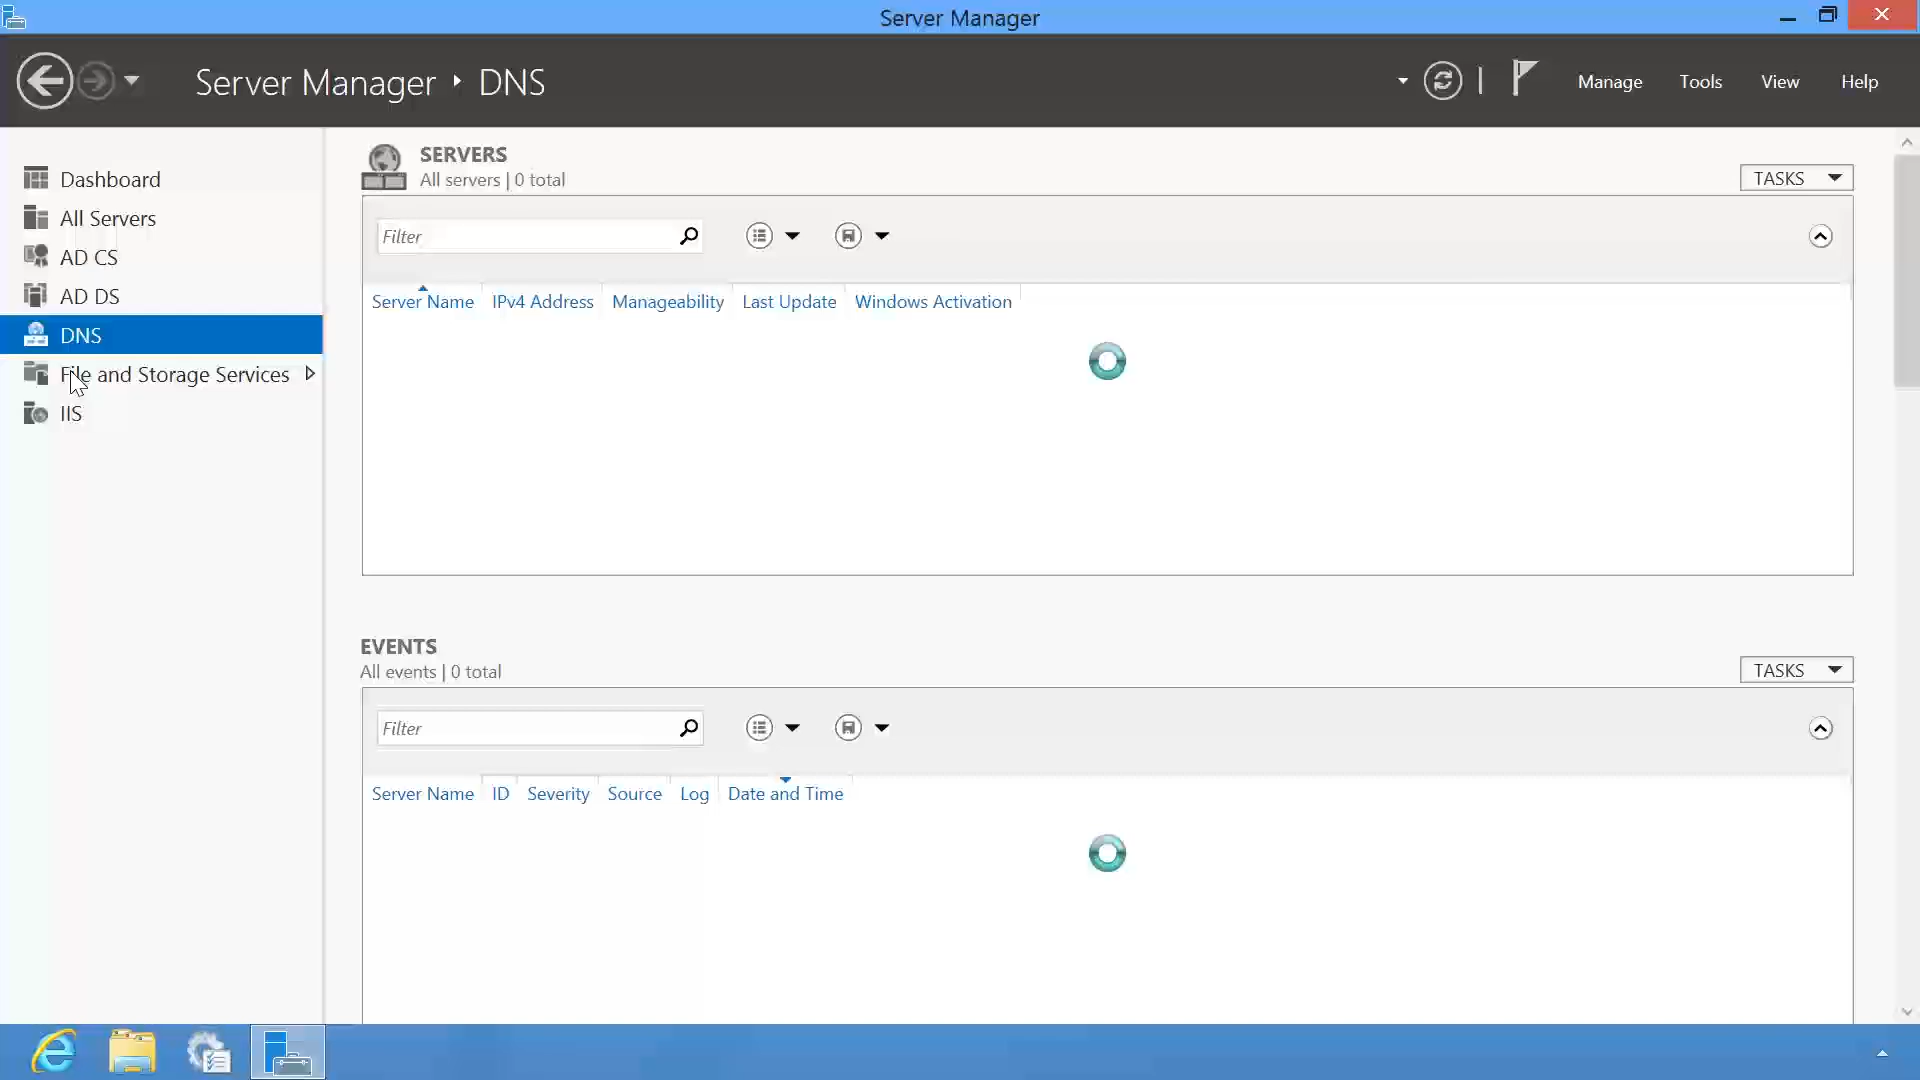 Server Manager
Server Manager ‣ DNS
Manage
Tools
View
Help
Dashboard
All Servers
AD CS
AD DS
DNS
File and Storage Services
IIS
SERVERS
All servers | 0 total
TASKS
Filter
Server Name
IPv4 Address
Manageability
Last Update
Windows Activation
EVENTS
All events | 0 total
TASKS
Filter
Server Name
ID
Severity
Source
Log
Date and Time